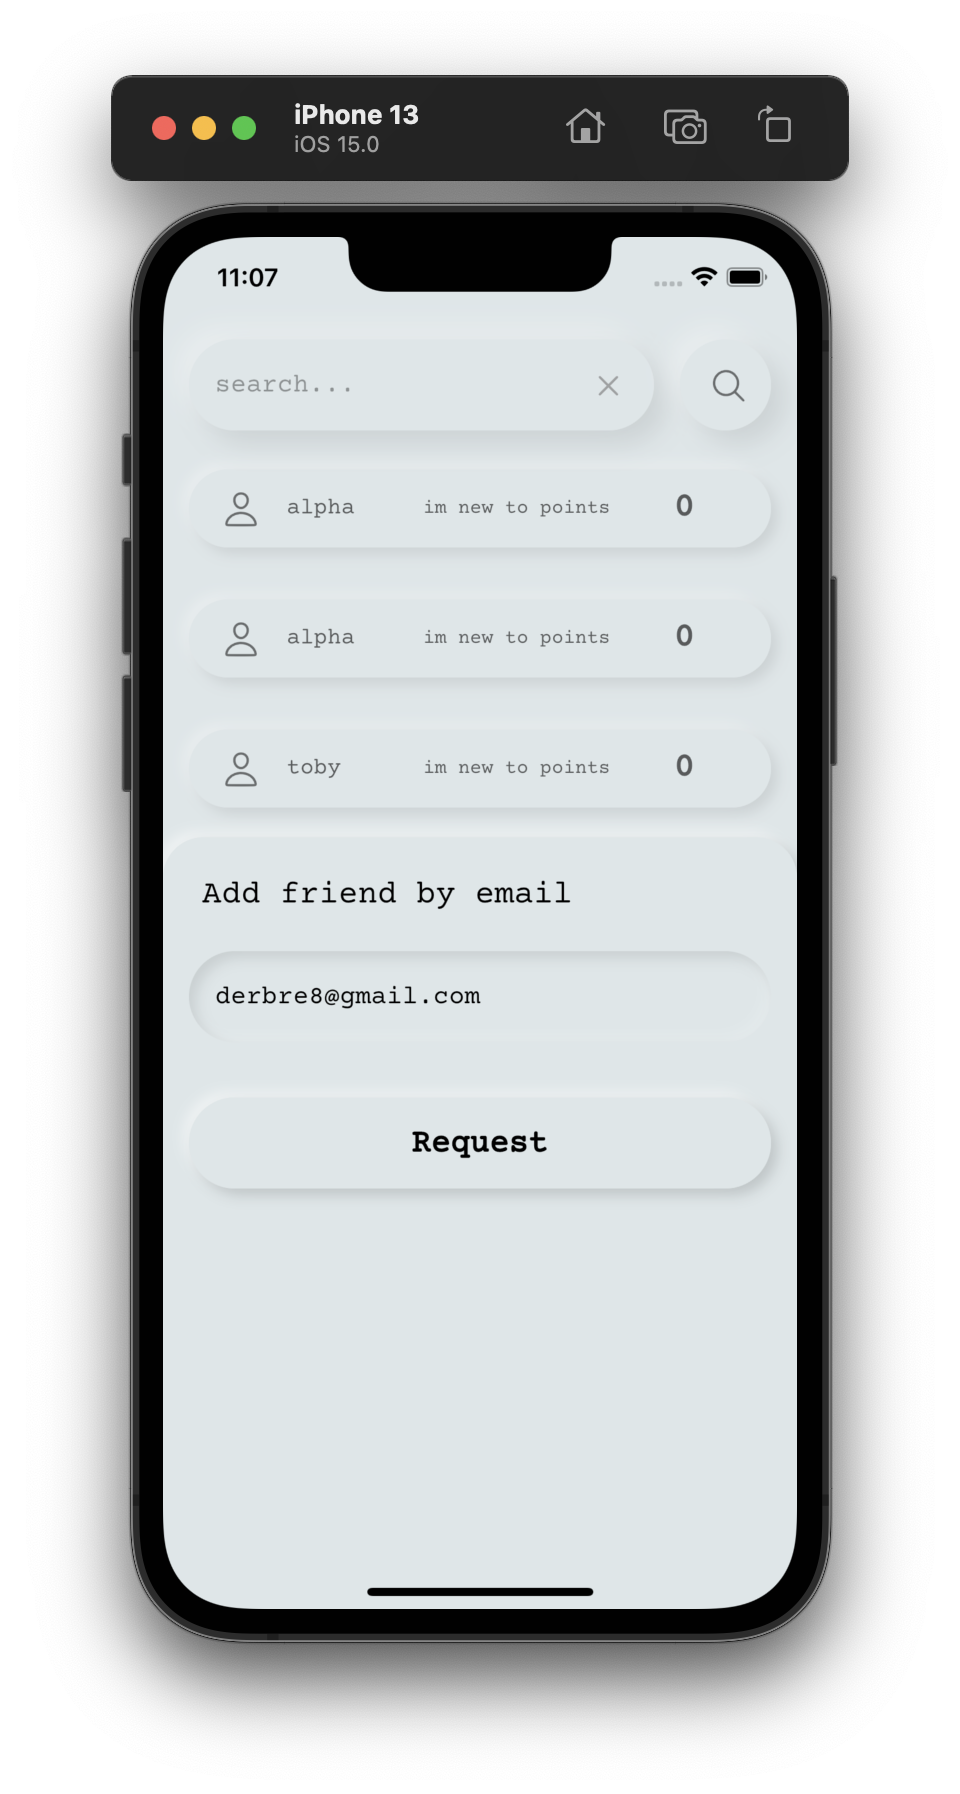 iPhone 13
iOS 15.0
11:07
search...
alpha im new to points 0
alpha im new to points 0
toby im new to points 0
Add friend by email
derbre8@gmail.com
Request